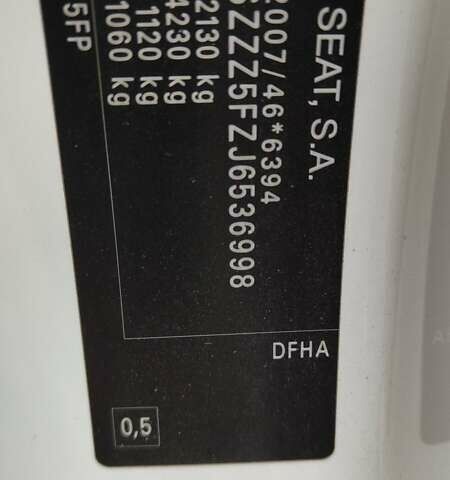 SEAT, S.A.
2007/46*6394
ZZZ5FZJ6536998
2130 kg
4230 kg
1120 kg
1060 kg
5FP
DFHA
0,5